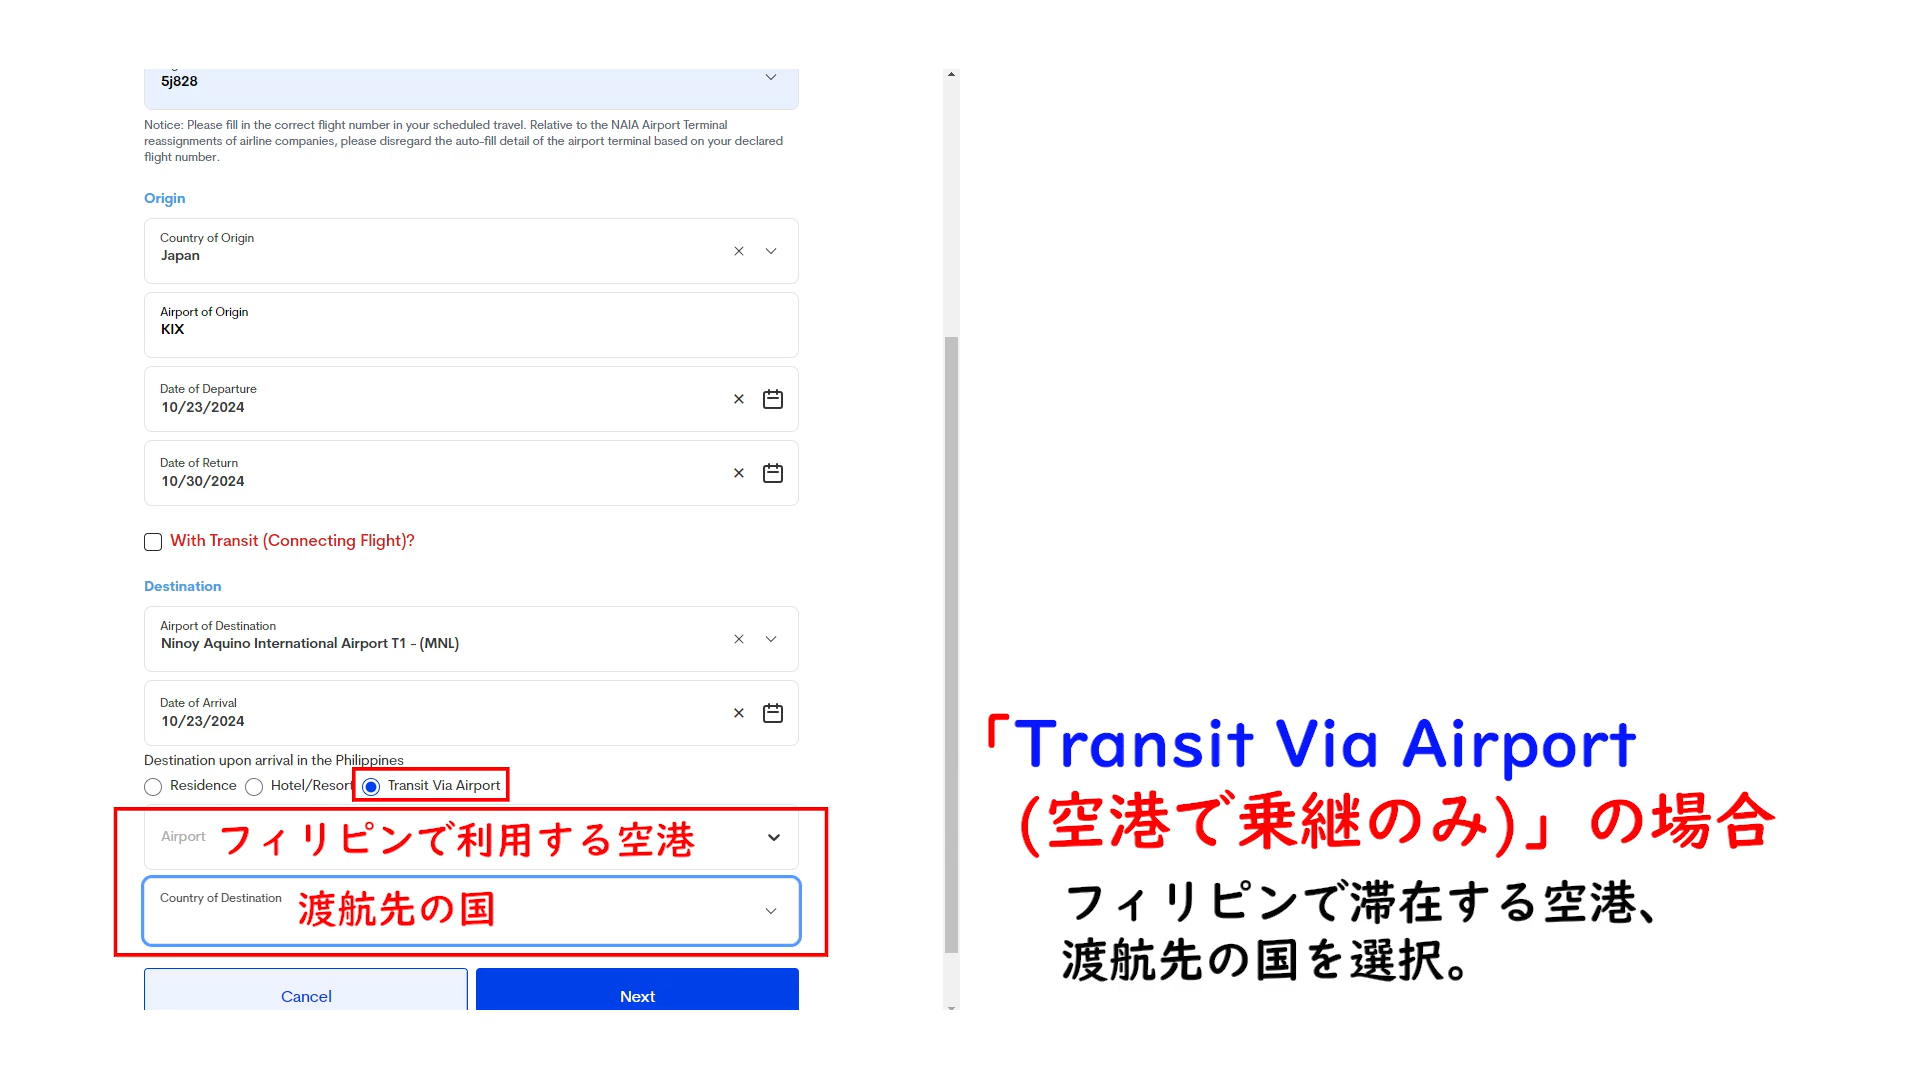 5j828
Notice: Please fill in the correct flight number in your scheduled travel. Relative to the NAIA Airport Terminal
reassignments of airline companies, please disregard the auto-fill detail of the airport terminal based on your declared
flight number.
Origin
Country of Origin
Japan
Airport of Origin
KIX
Date of Departure
10/23/2024
Date of Return
10/30/2024
With Transit (Connecting Flight)?
Destination
Airport of Destination
Ninoy Aquino International Airport T1 - (MNL)
Date of Arrival
10/23/2024
Destination upon arrival in the Philippines
Residence Hotel/Resort Transit Via Airport
Airport フィリピンで利用する空港
Country of Destination 渡航先の国
Cancel Next
「Transit Via Airport
(空港で乗継のみ)」の場合
フィリピンで滞在する空港、
渡航先の国を選択。